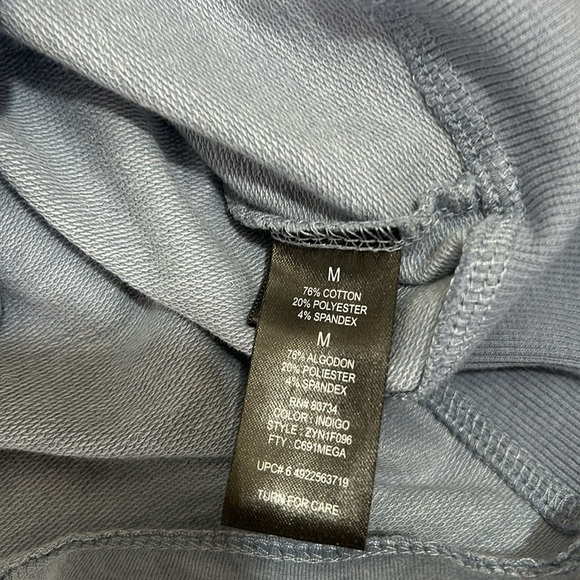 M
76% COTTON
20% POLYESTER
4% SPANDEX
M
76% ALGODON
20% POLIESTER
4% SPANDEX
RN# 80734
COLOR : INDIGO
STYLE : ZYN1F096
FTY : C691MEGA
UPC# 6 4922563719
TURN FOR CARE